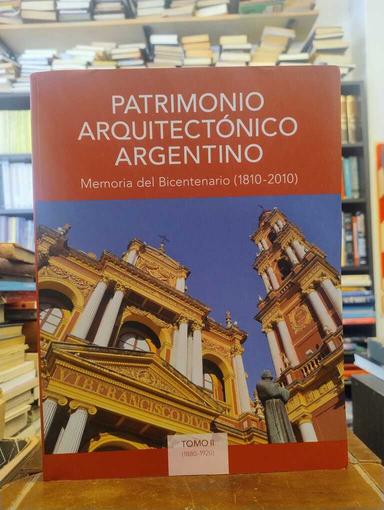 PATRIMONIO
ARQUITECTÓNICO
ARGENTINO
Memoria del Bicentenario (1810-2010)
TOMO II
(1880-1920)